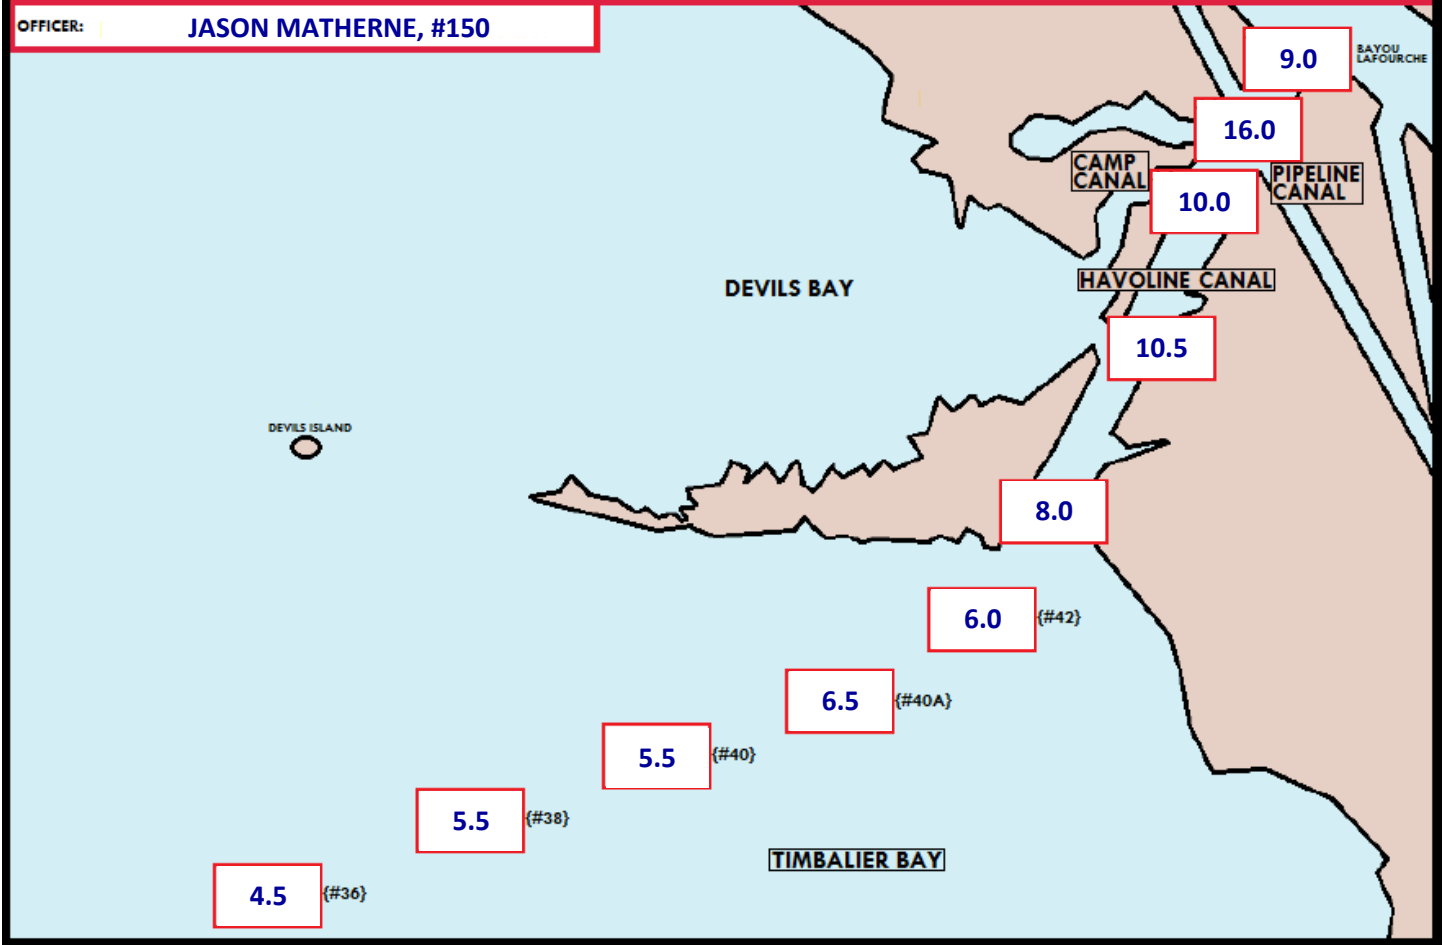 OFFICER: JASON MATHERNE, #150
9.0
BAYOU
LAFOURCHE
16.0
CAMP
CANAL
PIPELINE
CANAL
10.0
HAVOLINE CANAL
DEVILS BAY
10.5
DEVILS ISLAND
8.0
6.0 {#42}
6.5 {#40A}
5.5 {#40}
5.5 {#38}
TIMBALIER BAY
4.5 {#36}